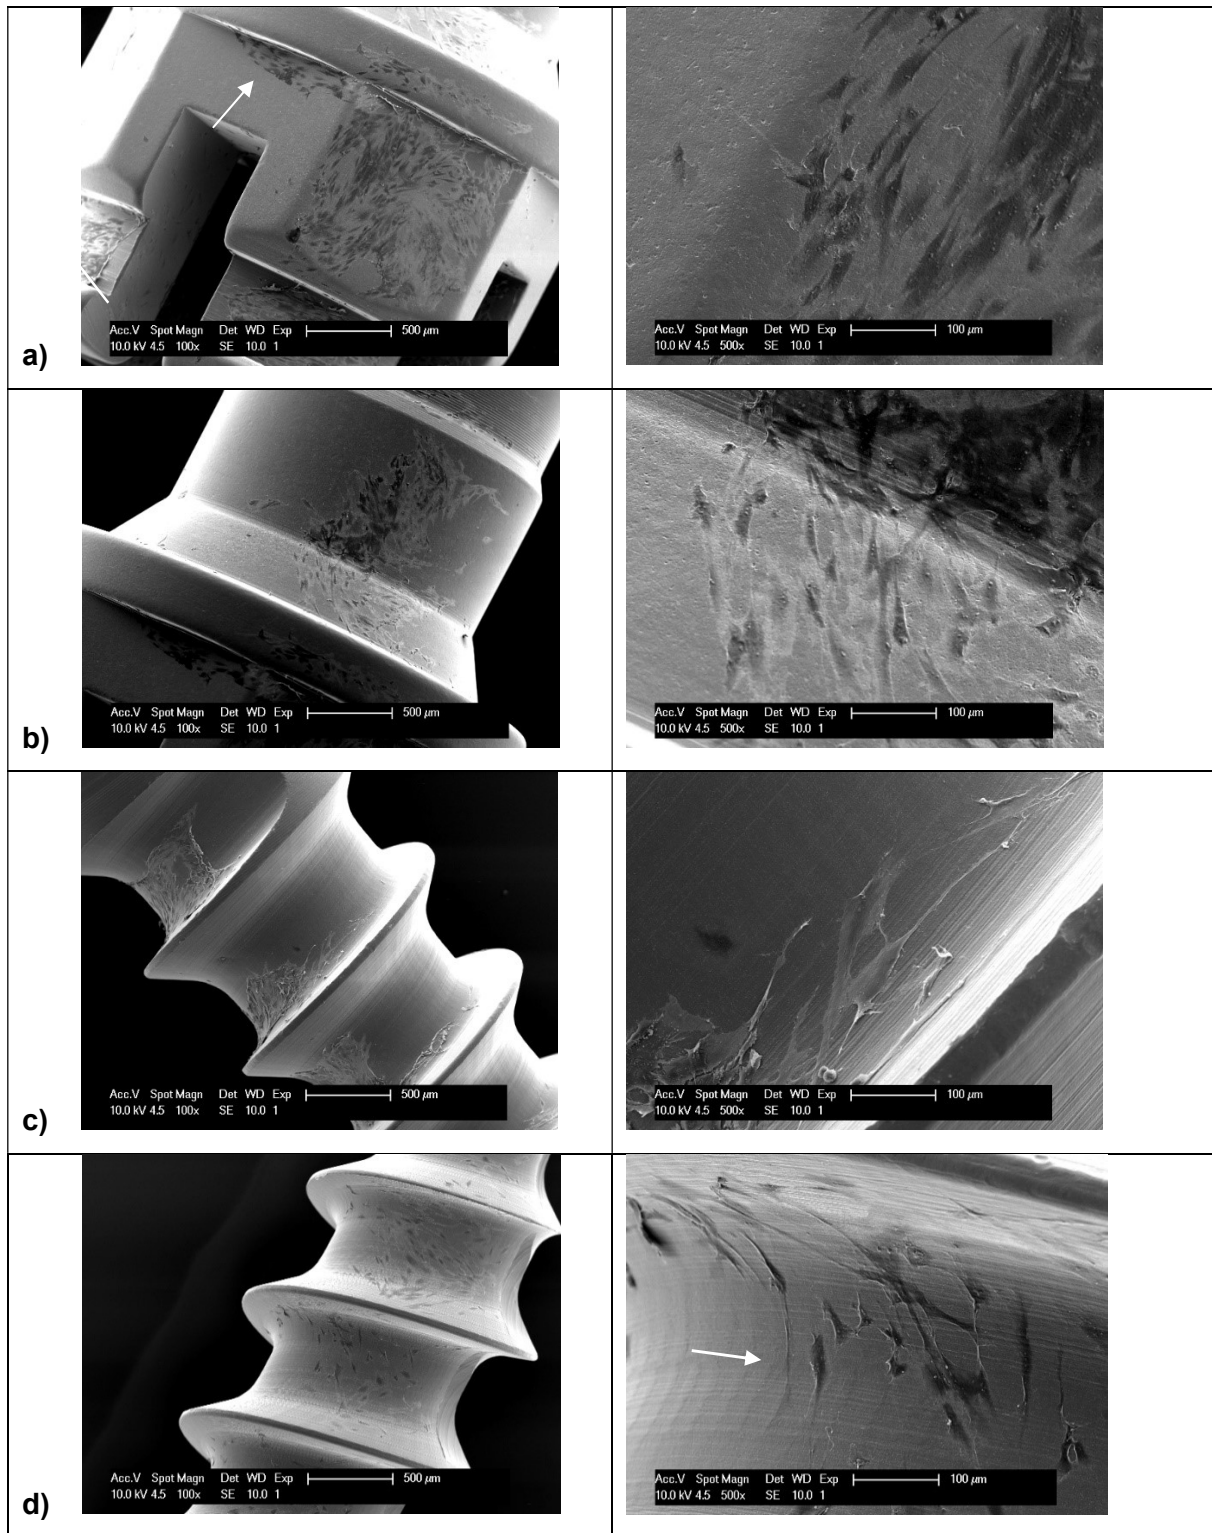 Acc.V Spot Magn Det WD Exp 500 µm
10.0 kV 4.5 100x SE 10.0 1
a)
Acc.V Spot Magn Det WD Exp 100 µm
10.0 kV 4.5 500x SE 10.0 1
Acc.V Spot Magn Det WD Exp 500 µm
10.0 kV 4.5 100x SE 10.0 1
b)
Acc.V Spot Magn Det WD Exp 100 µm
10.0 kV 4.5 500x SE 10.0 1
Acc.V Spot Magn Det WD Exp 500 µm
10.0 kV 4.5 100x SE 10.0 1
c)
Acc.V Spot Magn Det WD Exp 100 µm
10.0 kV 4.5 500x SE 10.0 1
Acc.V Spot Magn Det WD Exp 500 µm
10.0 kV 4.5 100x SE 10.0 1
d)
Acc.V Spot Magn Det WD Exp 100 µm
10.0 kV 4.5 500x SE 10.0 1